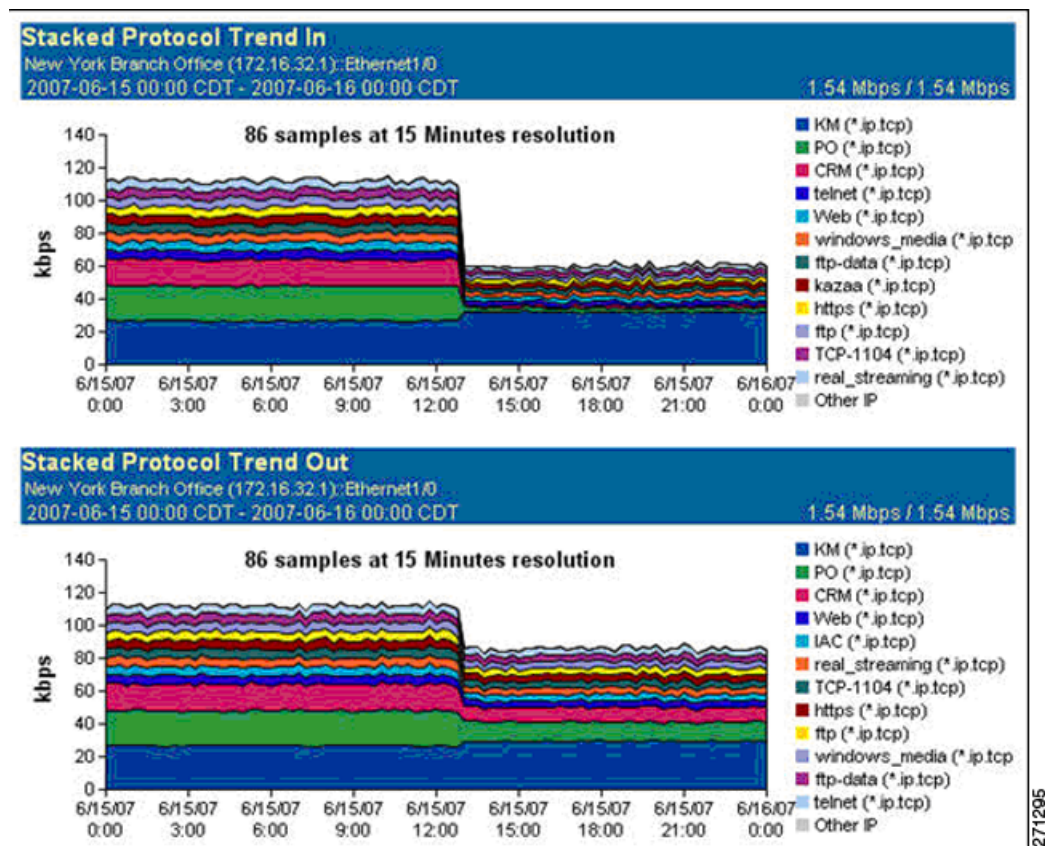 Stacked Protocol Trend In
New York Branch Office (172.16.32.1)::Ethernet1/0
2007-06-15 00:00 CDT - 2007-06-16 00:00 CDT
1.54 Mbps / 1.54 Mbps
86 samples at 15 Minutes resolution
kbps
140
120
100
80
60
40
20
0
6/15/07 0:00
6/15/07 3:00
6/15/07 6:00
6/15/07 9:00
6/15/07 12:00
6/15/07 15:00
6/15/07 18:00
6/15/07 21:00
6/16/07 0:00
KM (*.ip.tcp)
PO (*.ip.tcp)
CRM (*.ip.tcp)
telnet (*.ip.tcp)
Web (*.ip.tcp)
windows_media (*.ip.tcp
ftp-data (*.ip.tcp)
kazaa (*.ip.tcp)
https (*.ip.tcp)
ftp (*.ip.tcp)
TCP-1104 (*.ip.tcp)
real_streaming (*.ip.tcp)
Other IP
Stacked Protocol Trend Out
New York Branch Office (172.16.32.1)::Ethernet1/0
2007-06-15 00:00 CDT - 2007-06-16 00:00 CDT
1.54 Mbps / 1.54 Mbps
86 samples at 15 Minutes resolution
kbps
140
120
100
80
60
40
20
0
6/15/07 0:00
6/15/07 3:00
6/15/07 6:00
6/15/07 9:00
6/15/07 12:00
6/15/07 15:00
6/15/07 18:00
6/15/07 21:00
6/16/07 0:00
KM (*.ip.tcp)
PO (*.ip.tcp)
CRM (*.ip.tcp)
Web (*.ip.tcp)
IAC (*.ip.tcp)
real_streaming (*.ip.tcp)
TCP-1104 (*.ip.tcp)
https (*.ip.tcp)
ftp (*.ip.tcp)
windows_media (*.ip.tcp
ftp-data (*.ip.tcp)
telnet (*.ip.tcp)
Other IP
271295